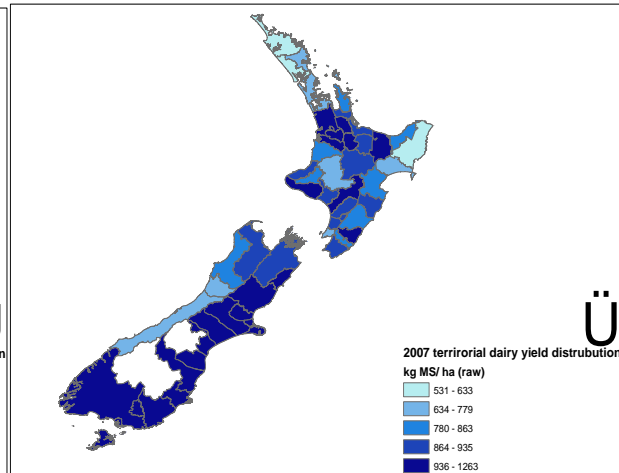 Ü
n
2007 terrirorial dairy yield distrubution
kg MS/ ha (raw)
531 - 633
634 - 779
780 - 863
864 - 935
936 - 1263